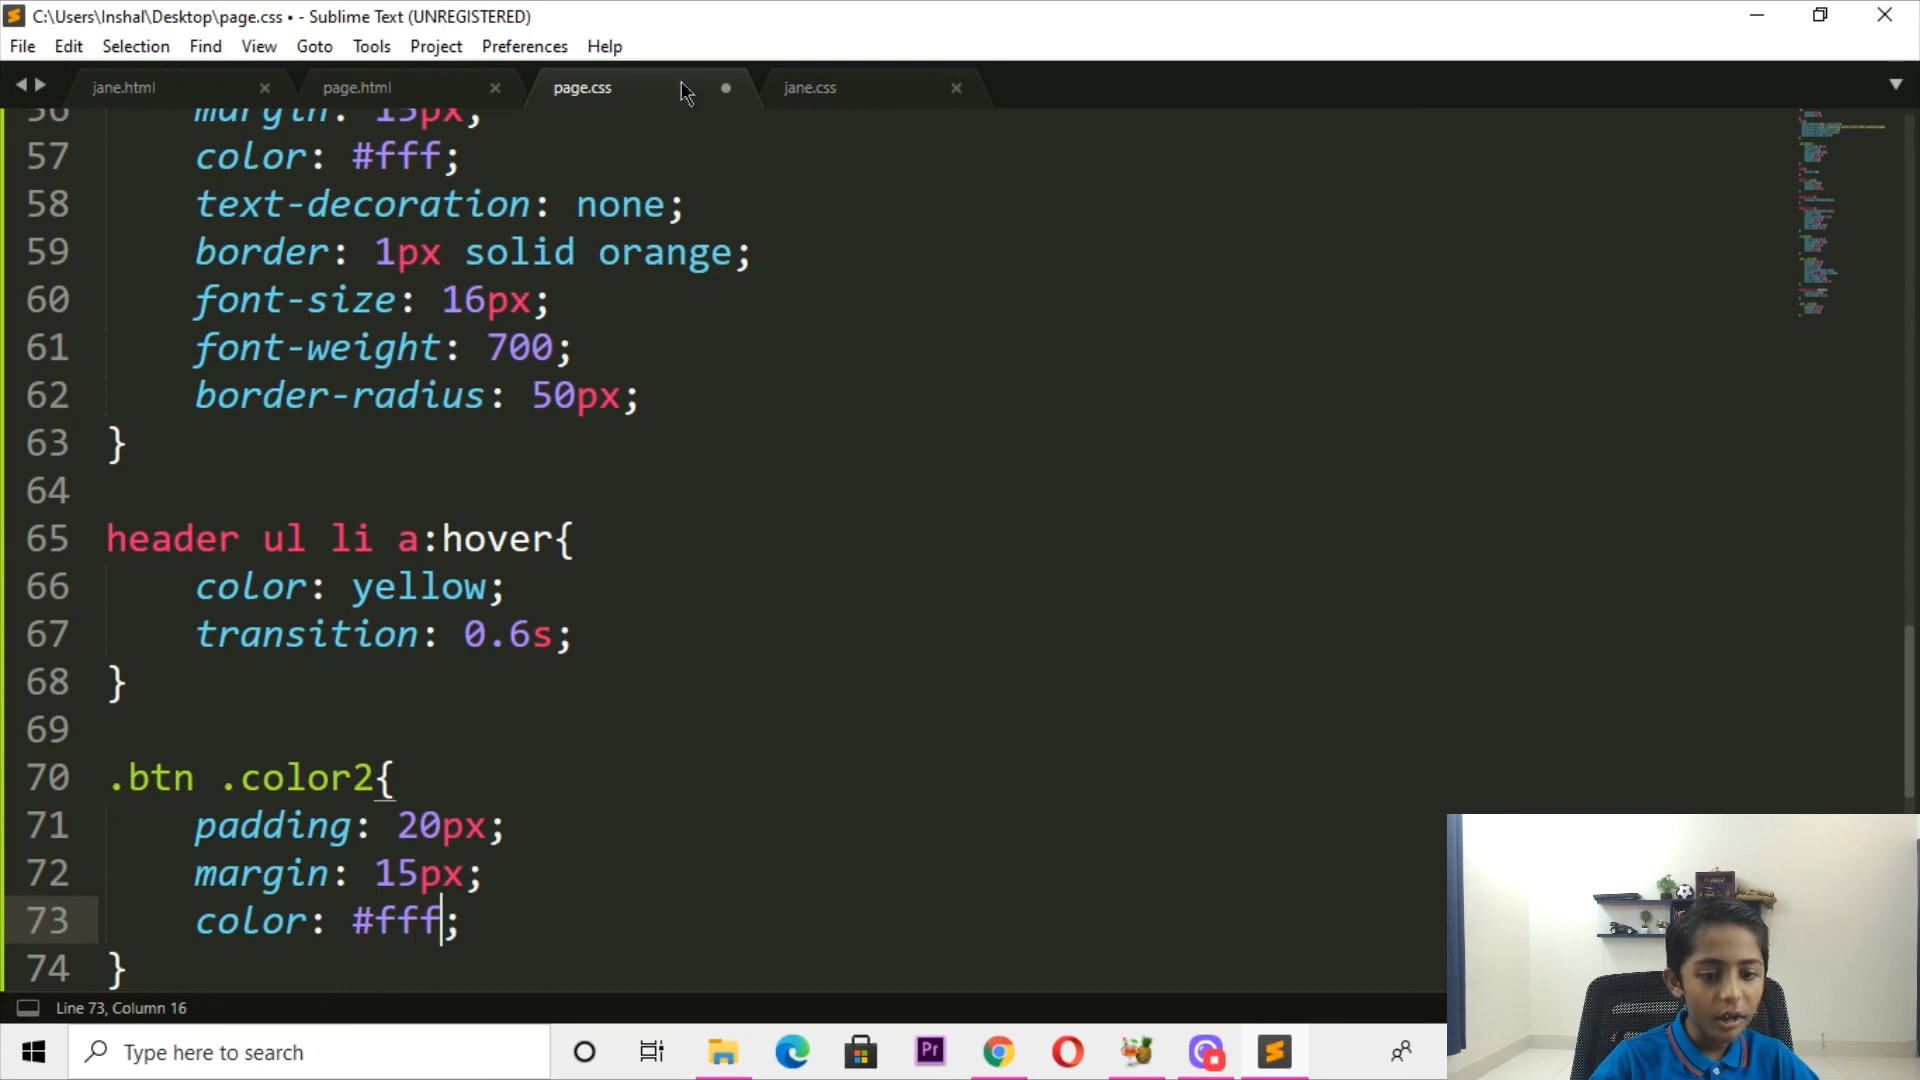 C:\Users\Inshal\Desktop\page.css • - Sublime Text (UNREGISTERED)
File Edit Selection Find View Goto Tools Project Preferences Help
jane.html page.html page.css jane.css
56 margin: 15px;
57 color: #fff;
58 text-decoration: none;
59 border: 1px solid orange;
60 font-size: 16px;
61 font-weight: 700;
62 border-radius: 50px;
63 }
64
65 header ul li a:hover{
66 color: yellow;
67 transition: 0.6s;
68 }
69
70 .btn .color2{
71 padding: 20px;
72 margin: 15px;
73 color: #fff;
74 }
Line 73, Column 16
Type here to search
Pr